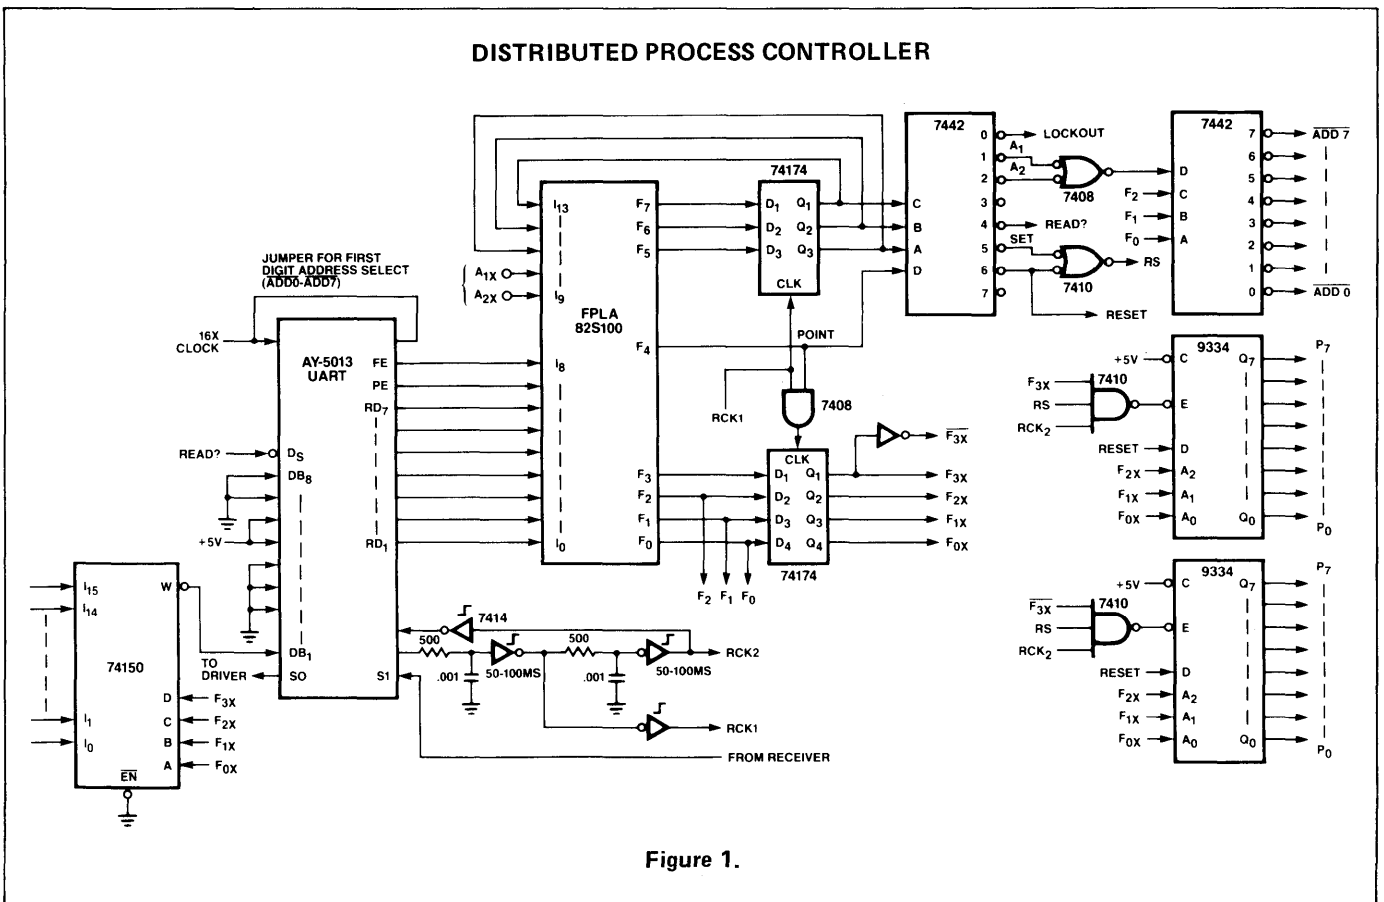 DISTRIBUTED PROCESS CONTROLLER
JUMPER FOR FIRST
DIGIT ADDRESS SELECT
(ADD0-ADD7)
16X
CLOCK
AY-5013
UART
FE
PE
RD7
RD1
READ?
DS
DB8
+5V
DB1
SO
S1
TO
DRIVER
I15
I14
W
74150
D
F3X
I1
C
F2X
B
F1X
I0
A
F0X
EN
FPLA
82S100
I13
A1X
A2X
I9
I8
I0
F7
F6
F5
F4
F3
F2
F1
F0
74174
D1
Q1
D2
Q2
D3
Q3
CLK
POINT
RCK1
7408
CLK
D1
Q1
D2
Q2
D3
Q3
D4
Q4
74174
F3X
F3X
F2X
F1X
F0X
F2
F1
F0
7414
500
500
.001
50-100MS
.001
50-100MS
RCK2
RCK1
FROM RECEIVER
7442
C
B
A
D
0
LOCKOUT
1
A1
2
A2
3
4
READ?
5
SET
6
7
7408
7410
RS
RESET
7442
D
F2
C
F1
B
F0
A
7
ADD 7
6
5
4
3
2
1
0
ADD 0
9334
+5V
C
Q7
P7
F3X
7410
RS
E
RCK2
RESET
D
F2X
A2
F1X
A1
F0X
A0
Q0
P0
9334
+5V
C
Q7
P7
F3X
7410
RS
E
RCK2
RESET
D
F2X
A2
F1X
A1
F0X
A0
Q0
P0
Figure 1.